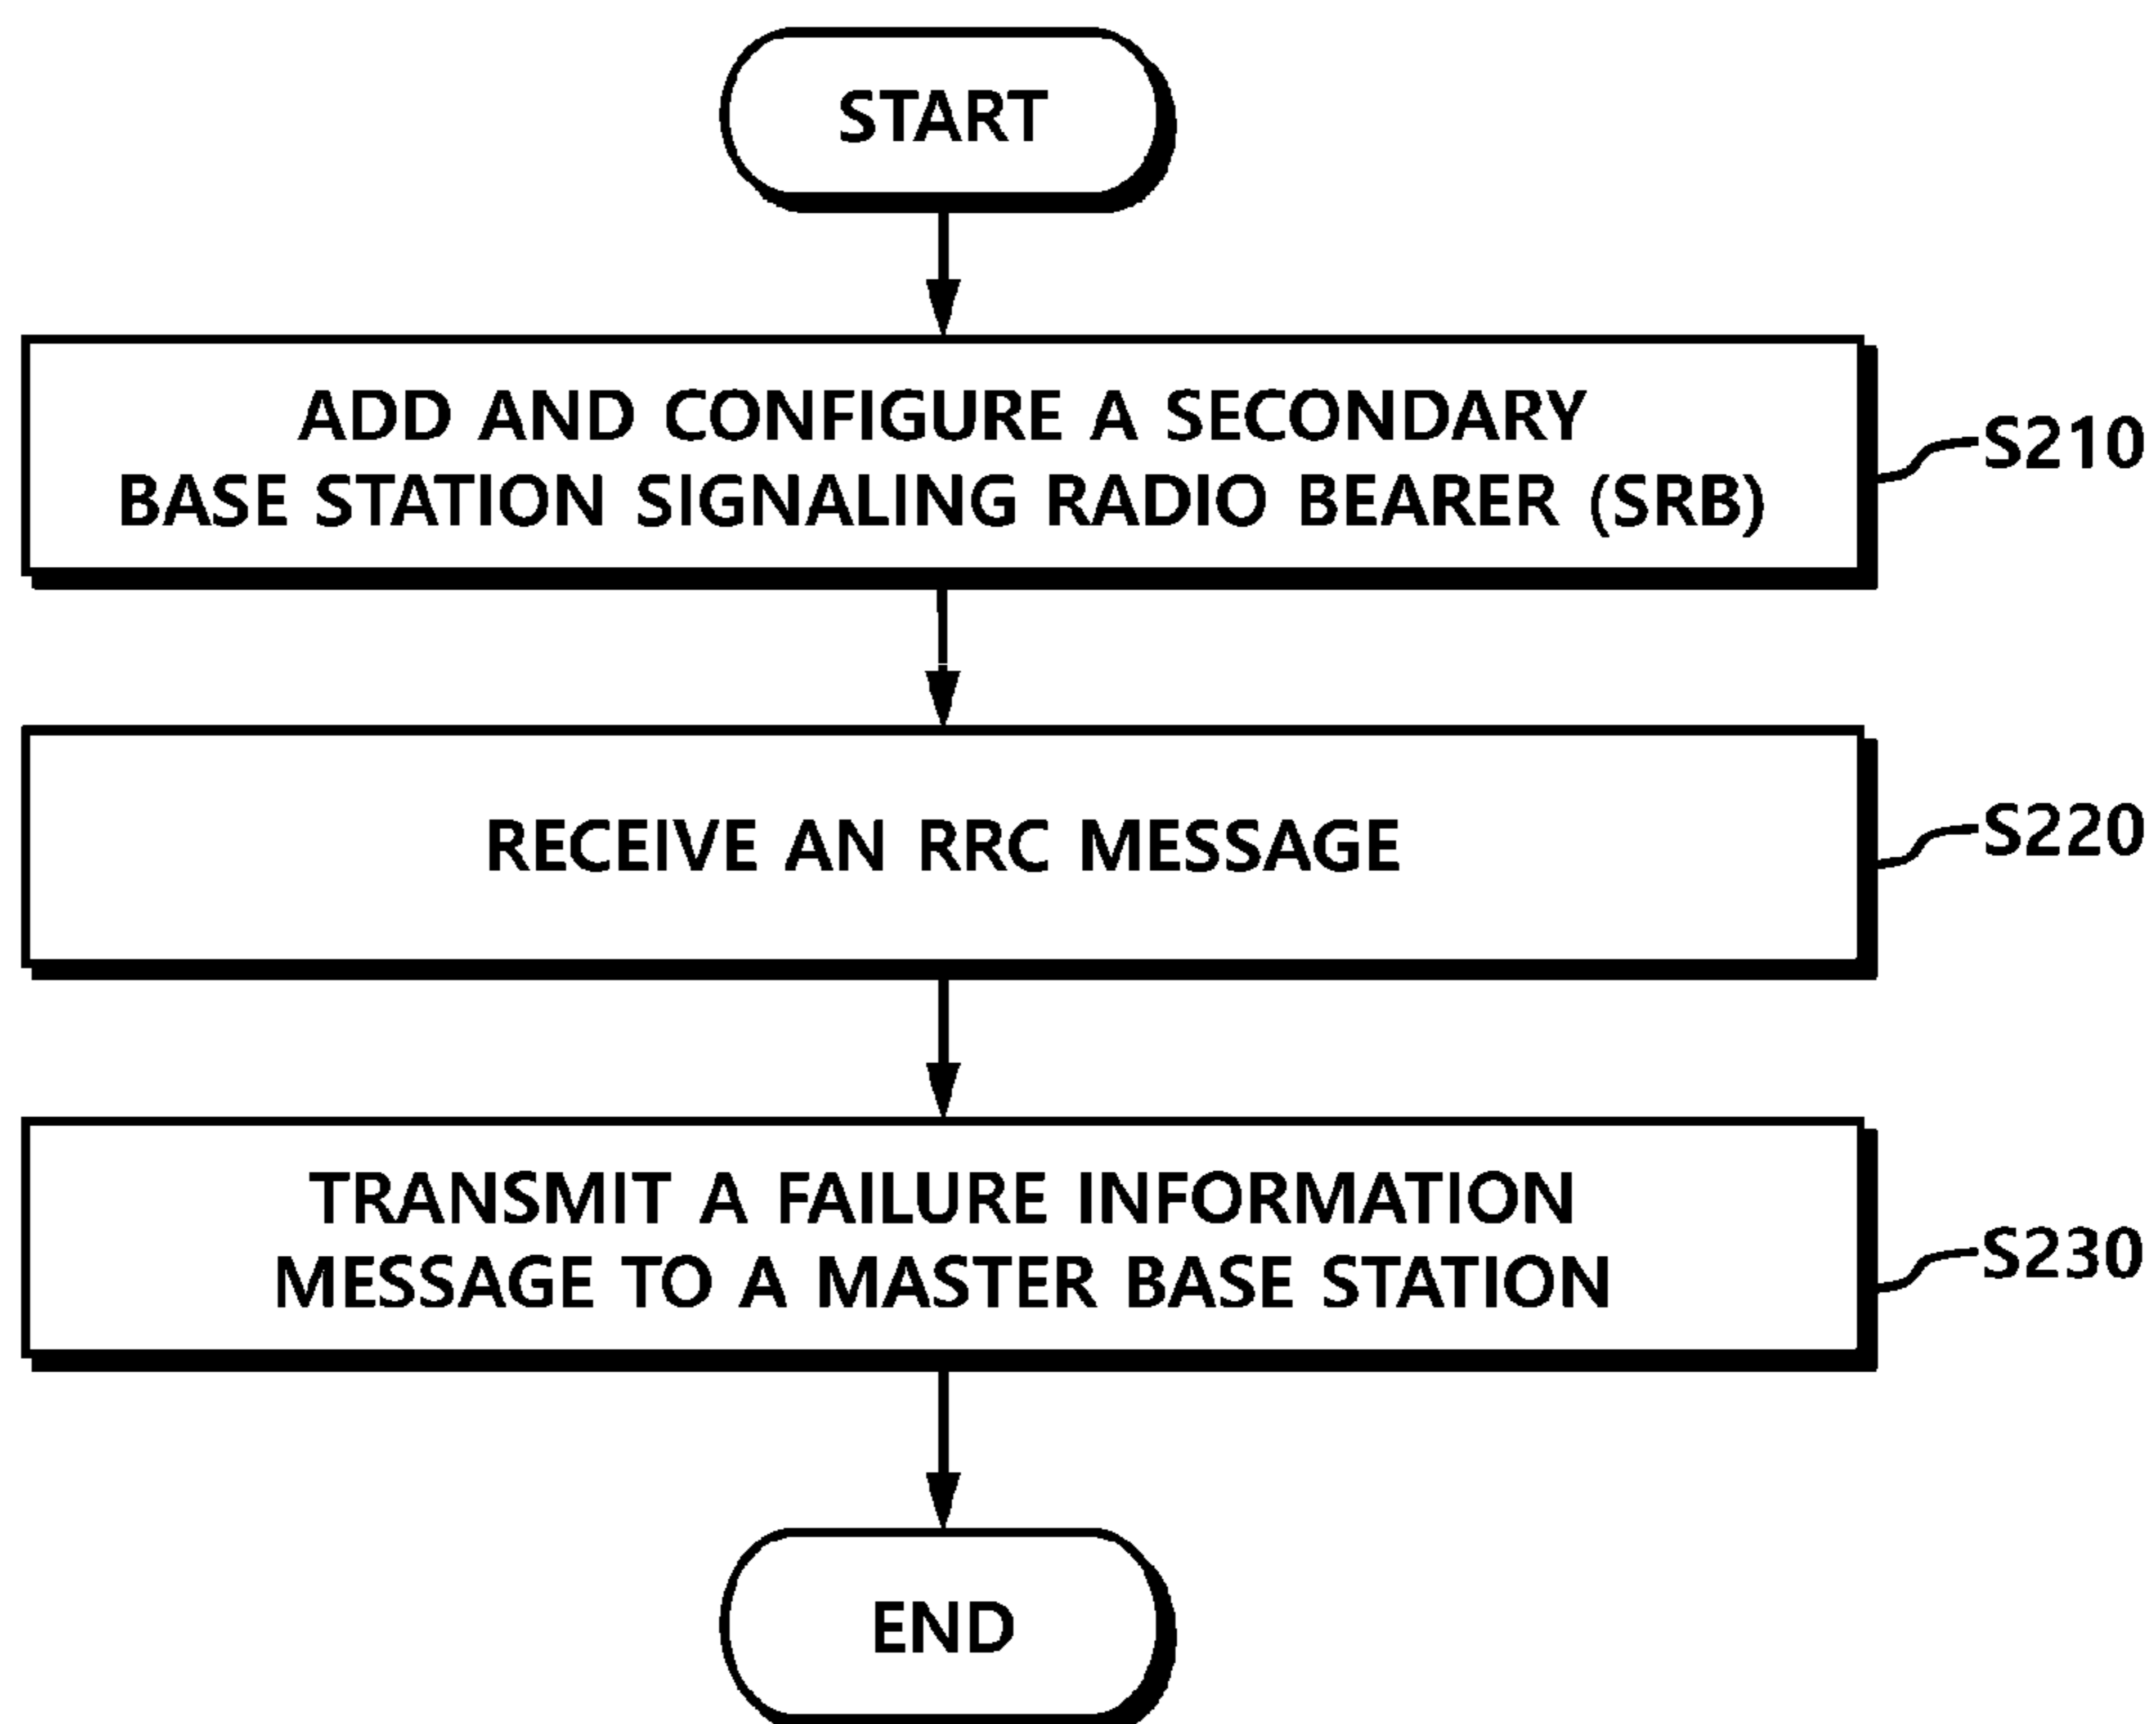 START
ADD AND CONFIGURE A SECONDARY
BASE STATION SIGNALING RADIO BEARER (SRB)
S210
RECEIVE AN RRC MESSAGE
S220
TRANSMIT A FAILURE INFORMATION
MESSAGE TO A MASTER BASE STATION
S230
END